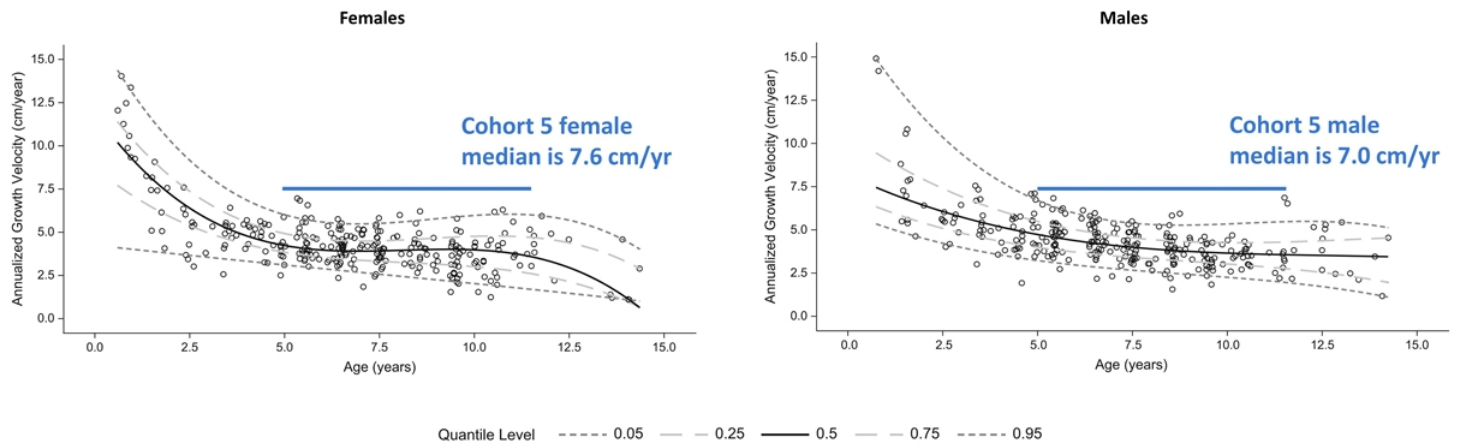 Females
Annualized Growth Velocity (cm/year)
15.0
12.5
10.0
7.5
5.0
2.5
0.0
Cohort 5 female
median is 7.6 cm/yr
0.0 2.5 5.0 7.5 10.0 12.5 15.0
Age (years)
Males
Annualized Growth Velocity (cm/year)
15.0
12.5
10.0
7.5
5.0
2.5
0.0
Cohort 5 male
median is 7.0 cm/yr
0.0 2.5 5.0 7.5 10.0 12.5 15.0
Age (years)
Quantile Level 0.05 0.25 0.5 0.75 0.95